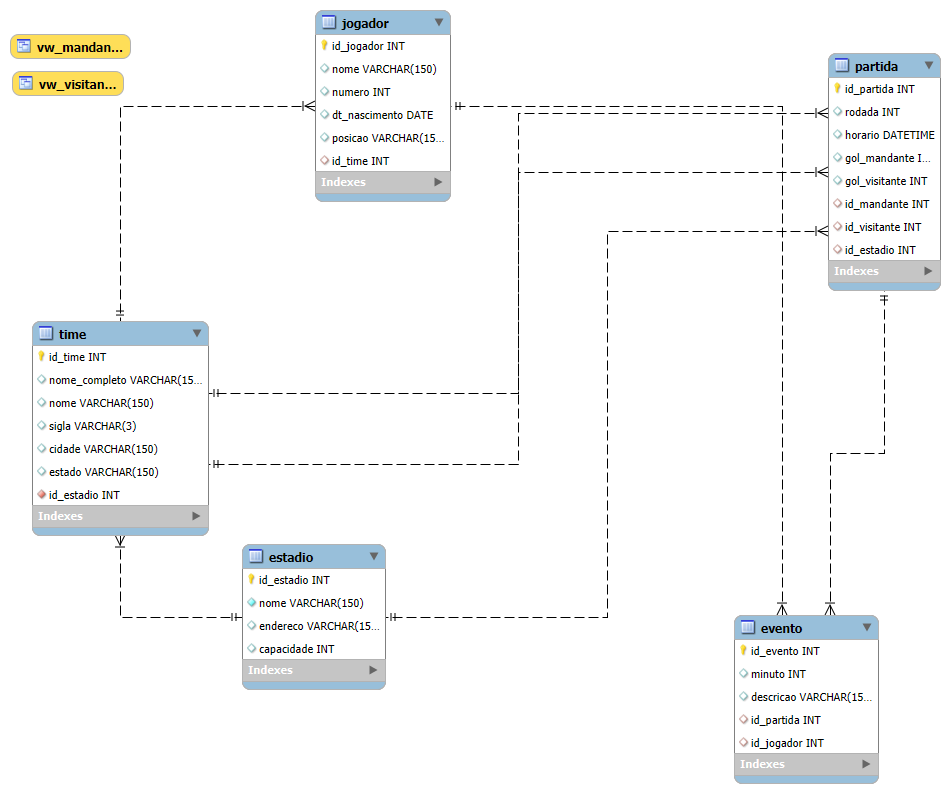 vw_mandan...
vw_visitan...
jogador
id_jogador INT
nome VARCHAR(150)
numero INT
dt_nascimento DATE
posicao VARCHAR(15...
id_time INT
Indexes
partida
id_partida INT
rodada INT
horario DATETIME
gol_mandante I...
gol_visitante INT
id_mandante INT
id_visitante INT
id_estadio INT
Indexes
time
id_time INT
nome_completo VARCHAR(15...
nome VARCHAR(150)
sigla VARCHAR(3)
cidade VARCHAR(150)
estado VARCHAR(150)
id_estadio INT
Indexes
estadio
id_estadio INT
nome VARCHAR(150)
endereco VARCHAR(15...
capacidade INT
Indexes
evento
id_evento INT
minuto INT
descricao VARCHAR(15...
id_partida INT
id_jogador INT
Indexes